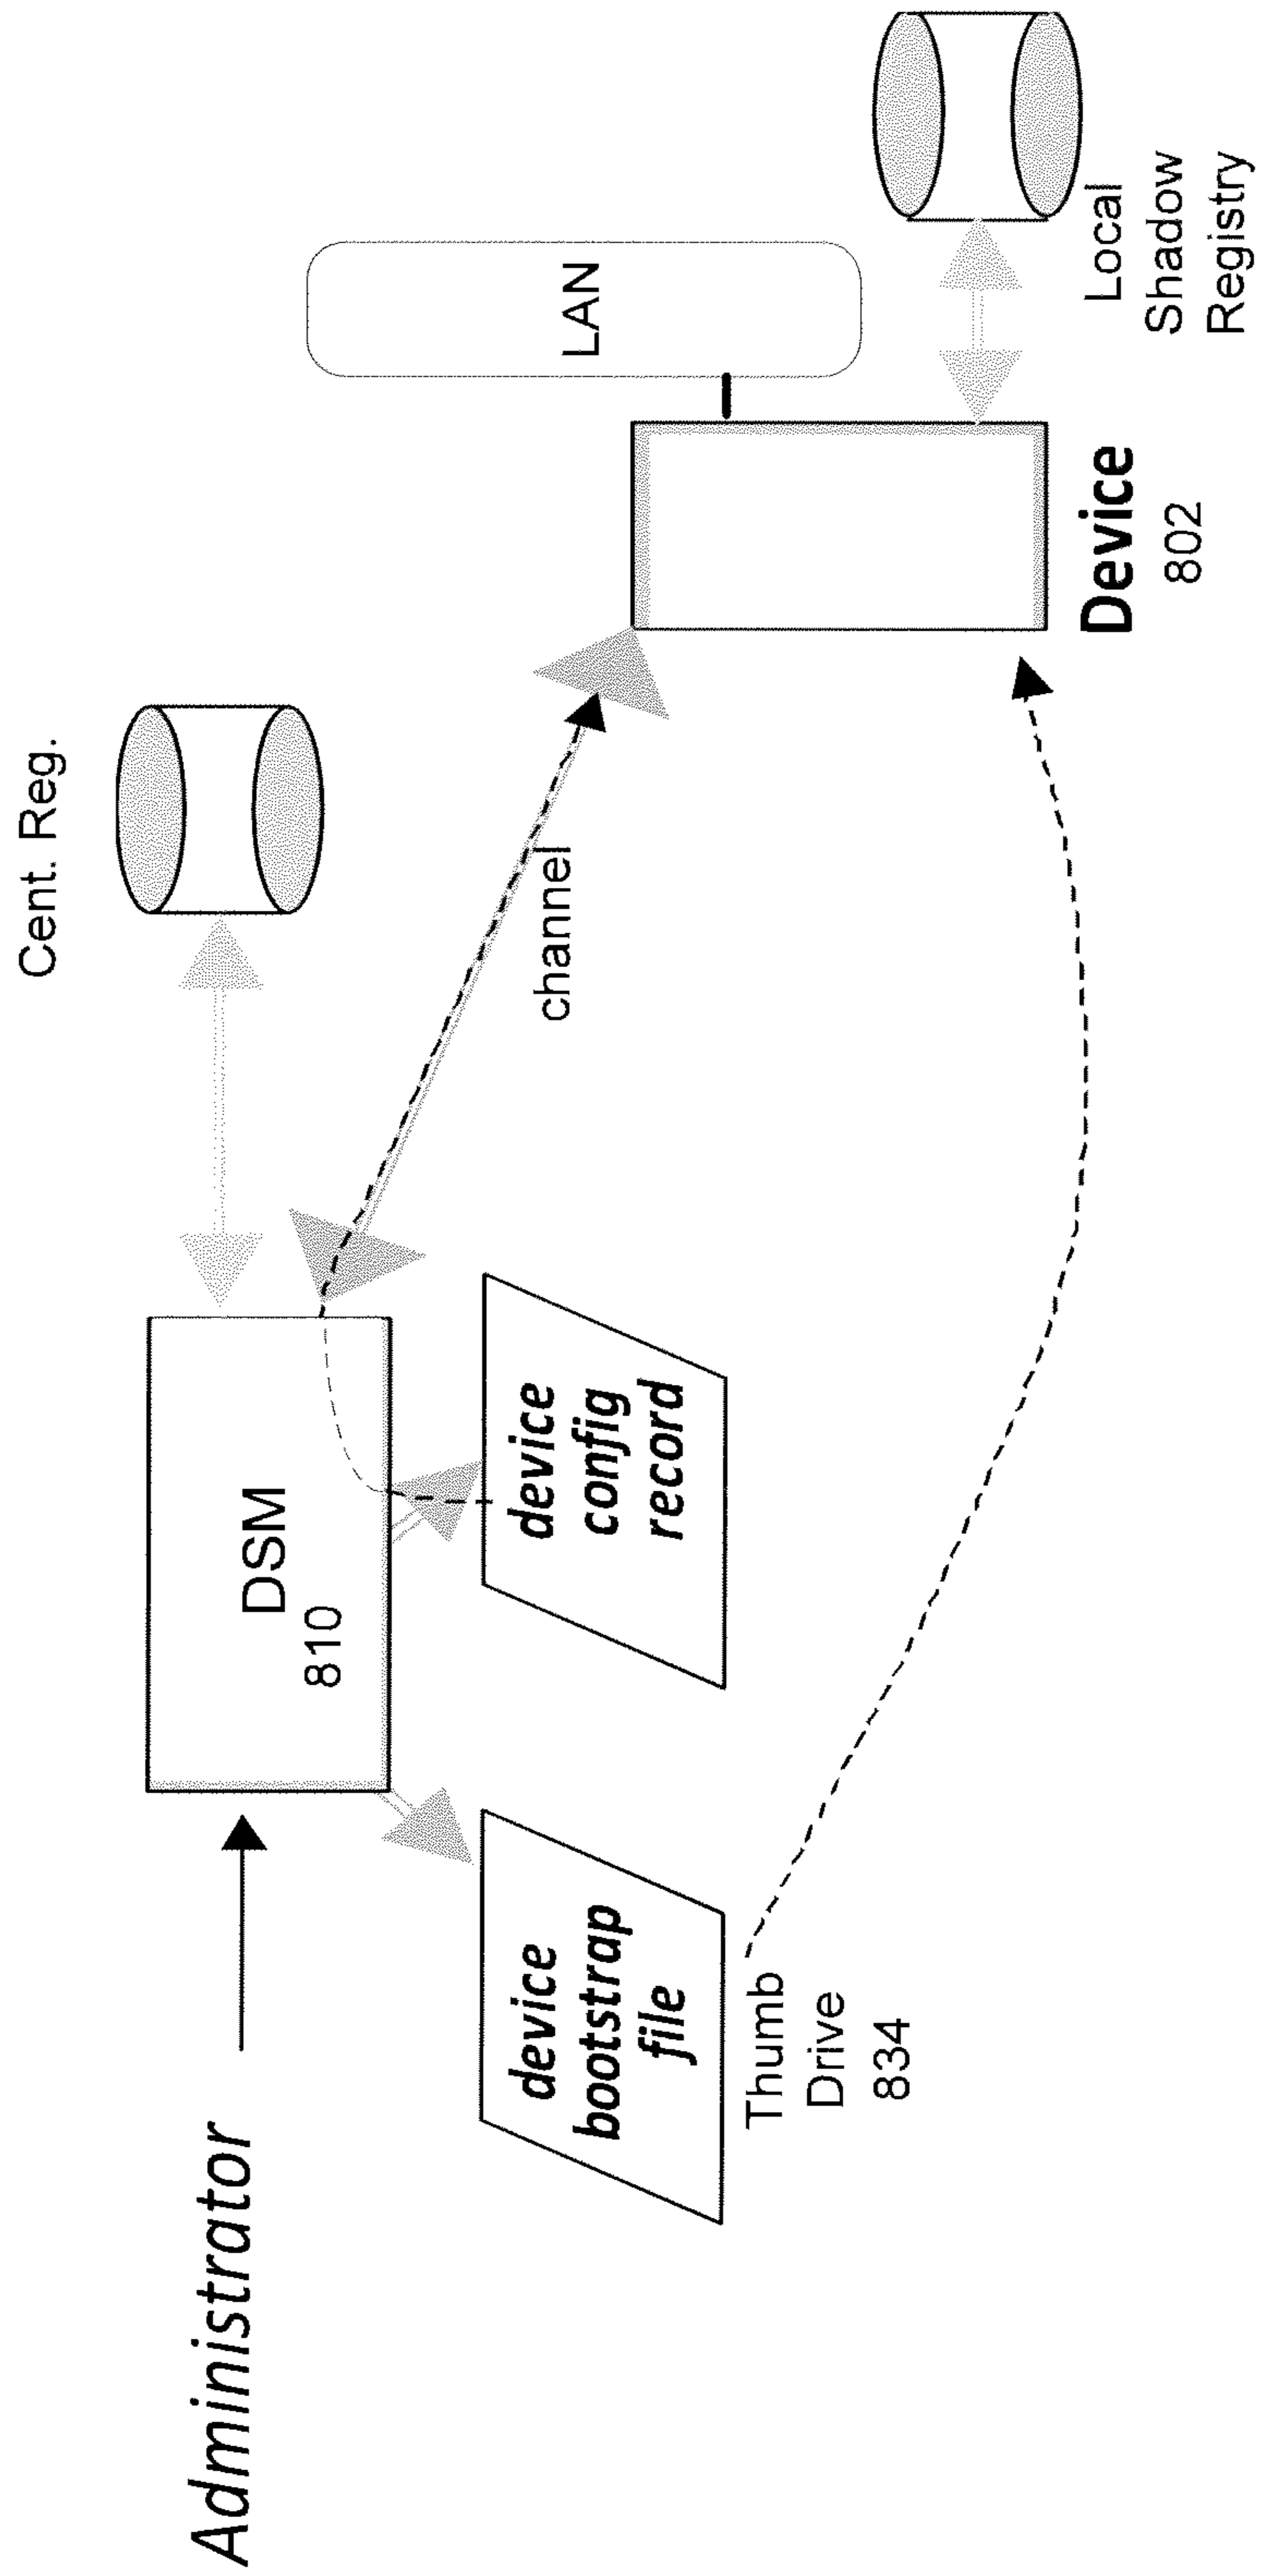 Administrator
DSM
810
Cent. Reg.
device
bootstrap
file
Thumb
Drive
834
device
config
record
channel
LAN
Device
802
Local
Shadow
Registry